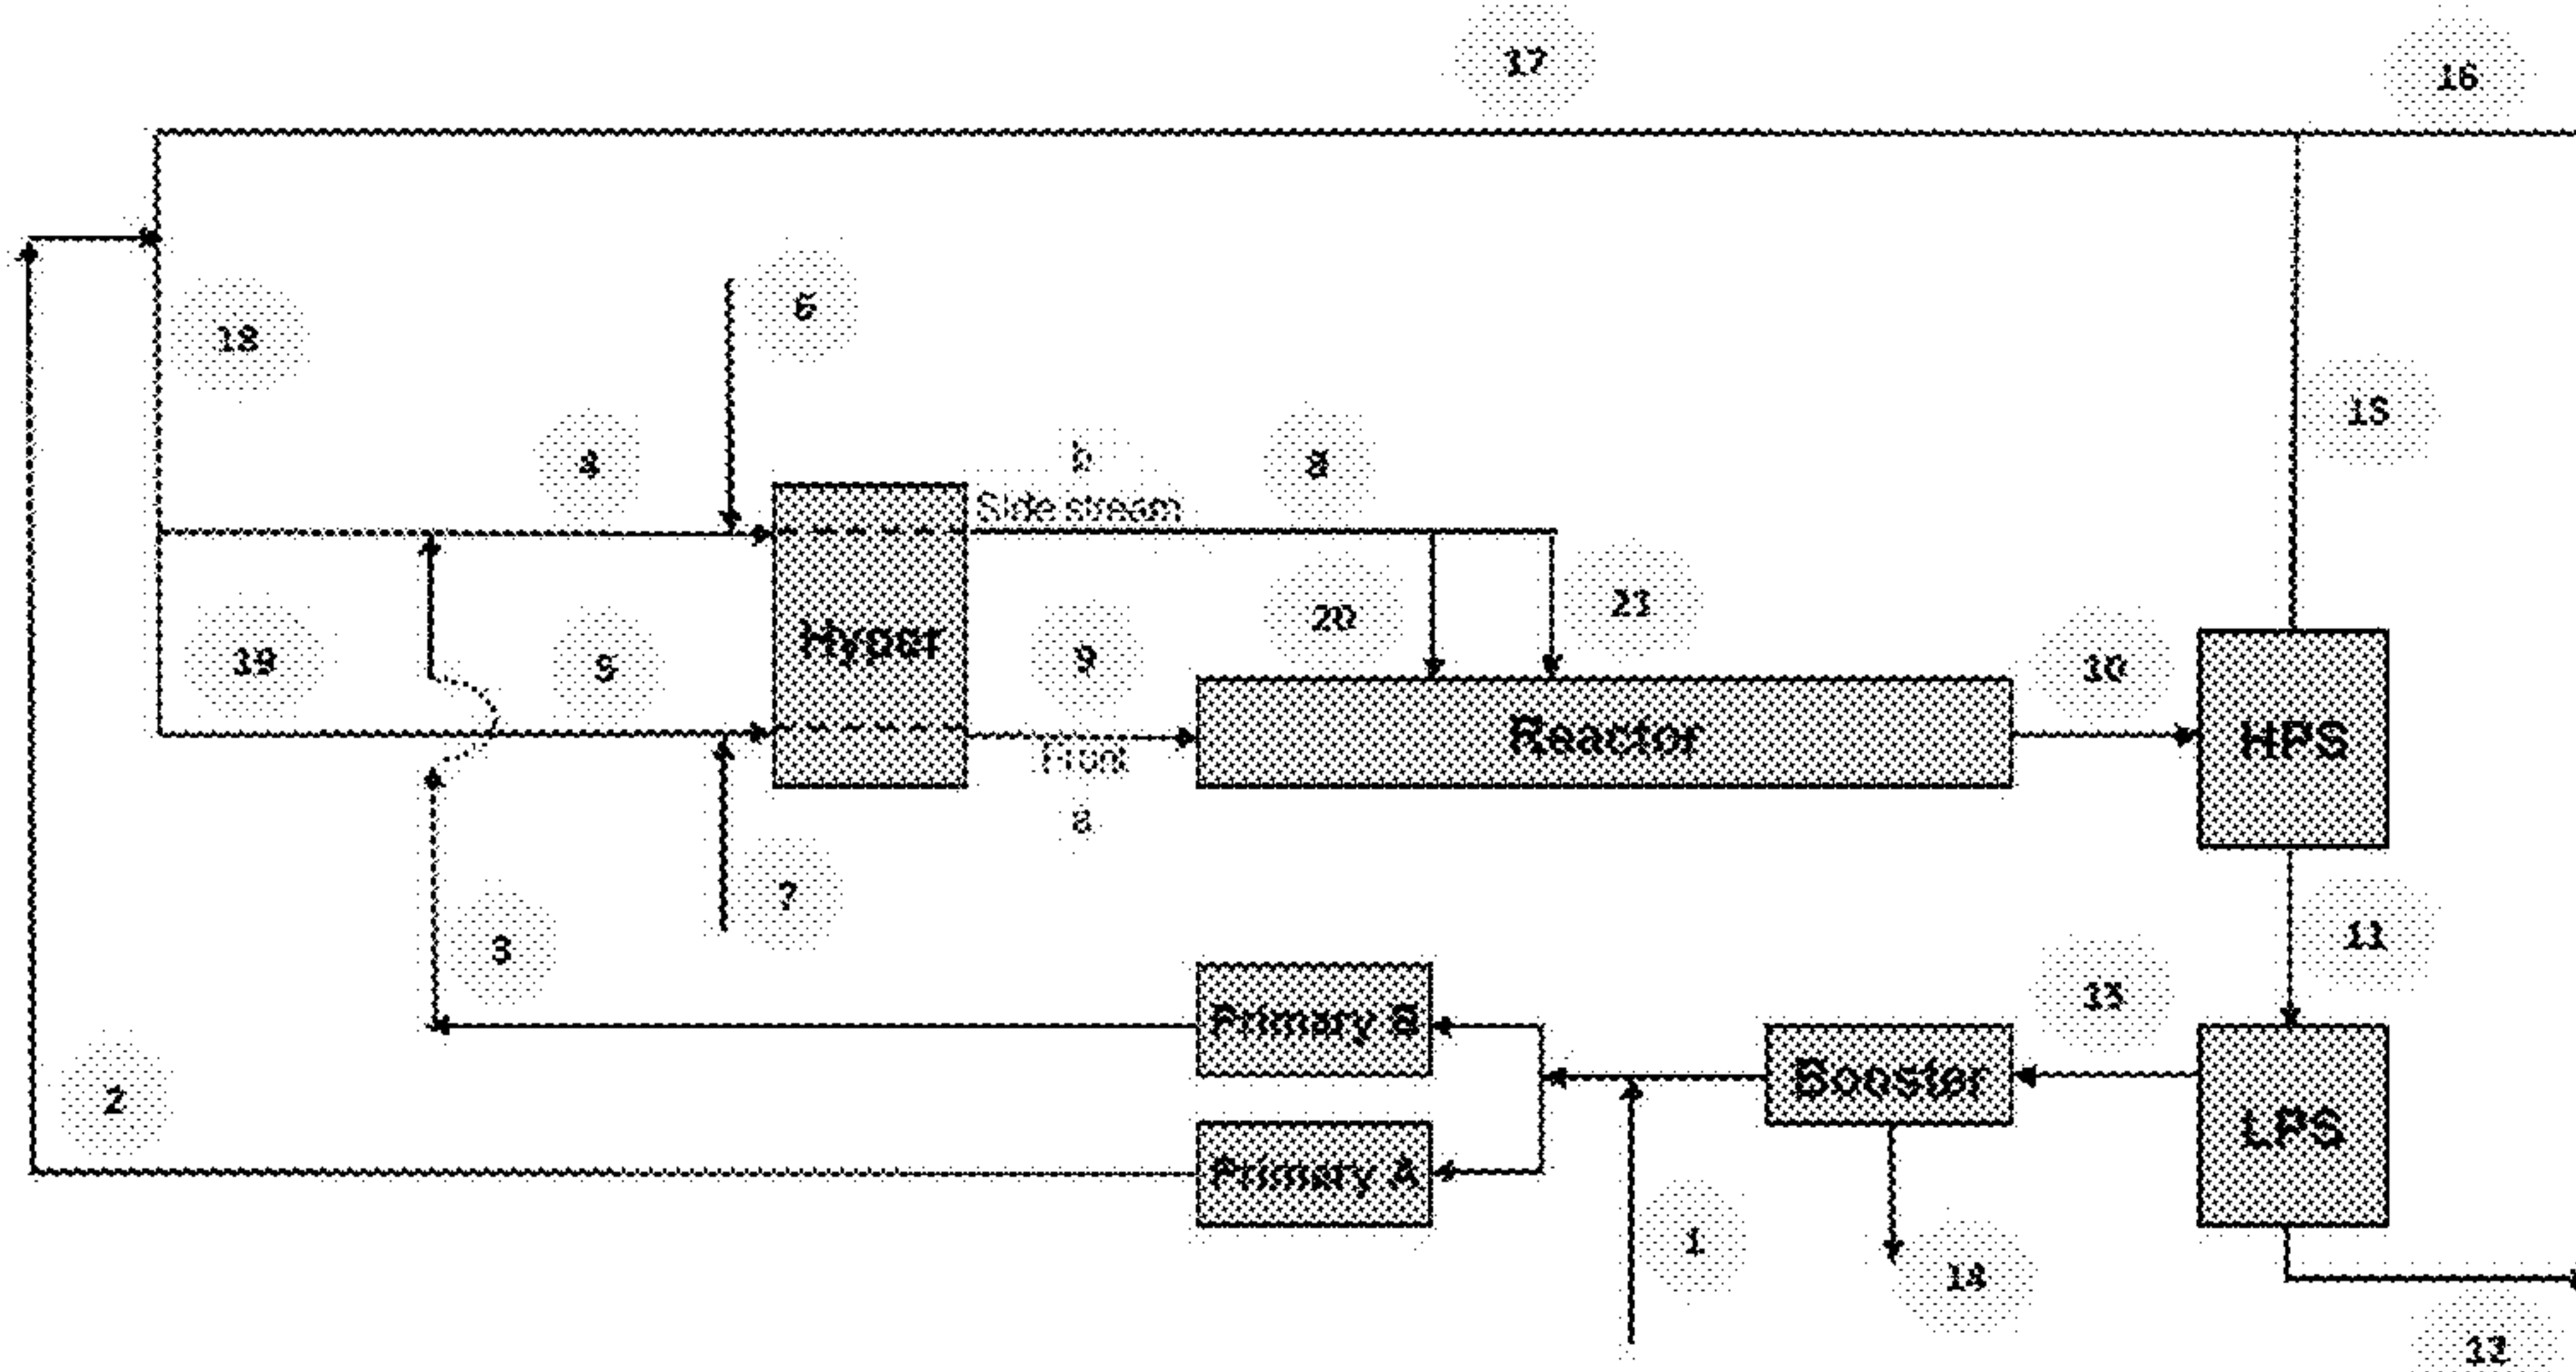 17
16
18
6
15
4
b
8
Side stream
Hyper
20
21
19
5
9
10
Reactor
HPS
Front
a
7
11
3
13
Primary B
Booster
2
LPS
Primary A
1
14
12